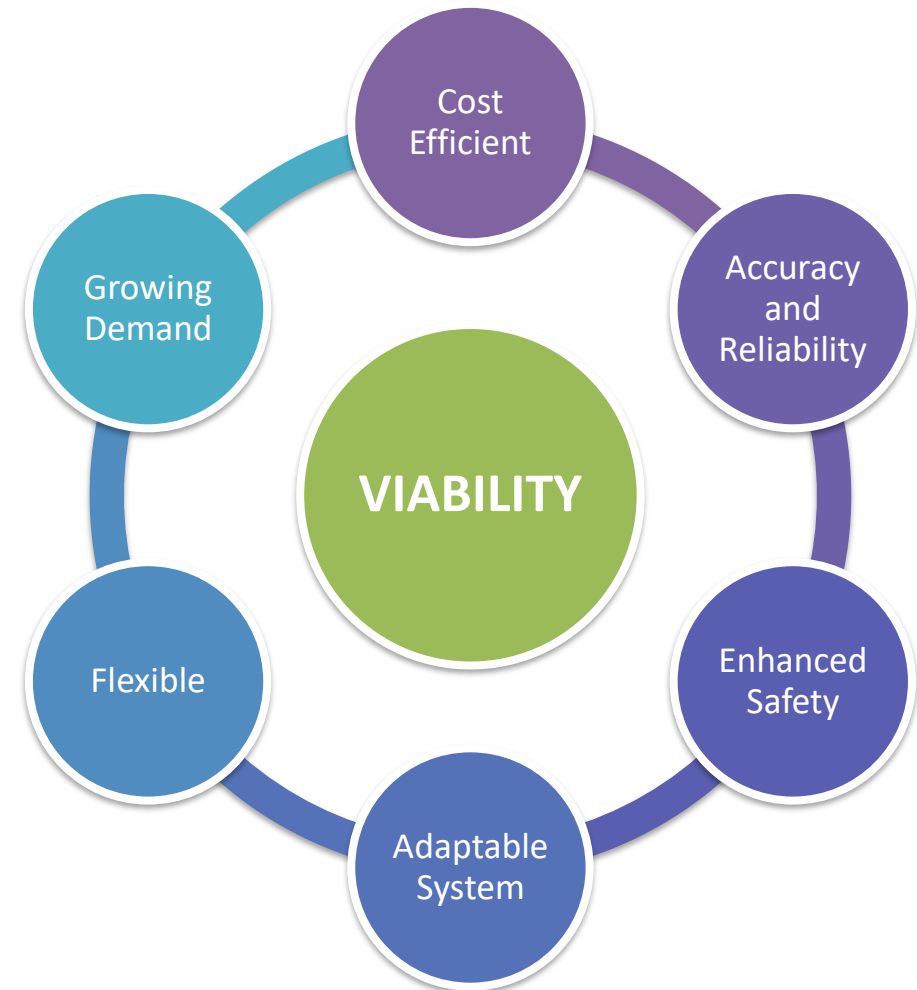 Cost
Efficient
Accuracy
and
Reliability
Enhanced
Safety
Adaptable
System
Flexible
Growing
Demand
VIABILITY